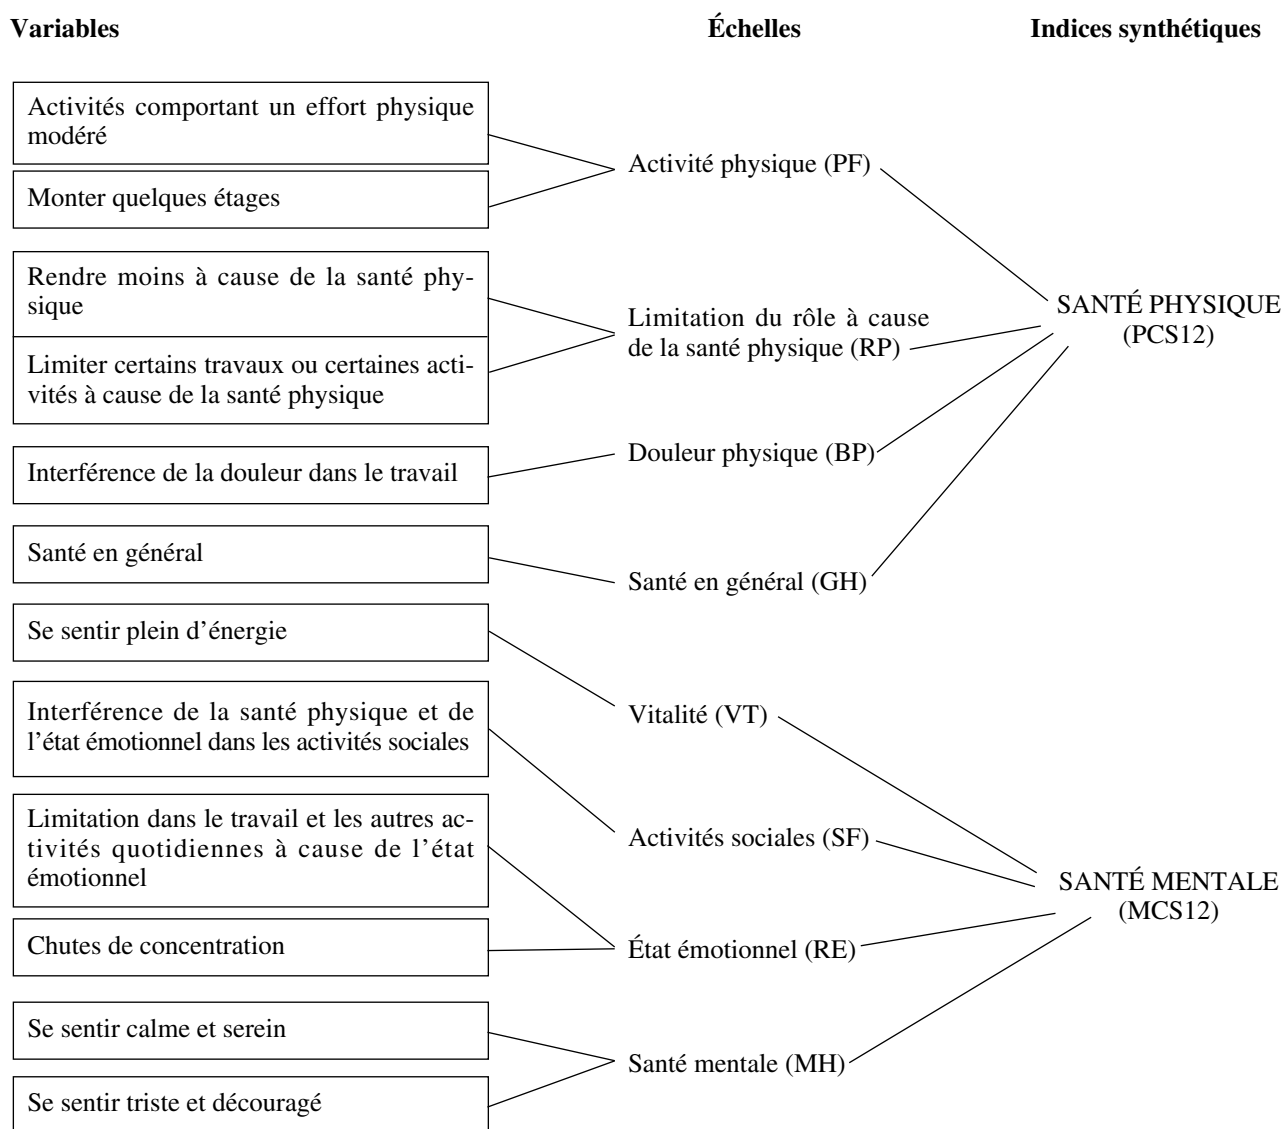 Variables
Échelles
Indices synthétiques
Activités comportant un effort physique
modéré
Monter quelques étages
Activité physique (PF)
Rendre moins à cause de la santé phy-
sique
Limiter certains travaux ou certaines acti-
vités à cause de la santé physique
Limitation du rôle à cause
de la santé physique (RP)
SANTÉ PHYSIQUE
(PCS12)
Interférence de la douleur dans le travail
Douleur physique (BP)
Santé en général
Santé en général (GH)
Se sentir plein d’énergie
Vitalité (VT)
Interférence de la santé physique et de
l’état émotionnel dans les activités sociales
Activités sociales (SF)
Limitation dans le travail et les autres ac-
tivités quotidiennes à cause de l’état
émotionnel
Chutes de concentration
État émotionnel (RE)
SANTÉ MENTALE
(MCS12)
Se sentir calme et serein
Se sentir triste et découragé
Santé mentale (MH)